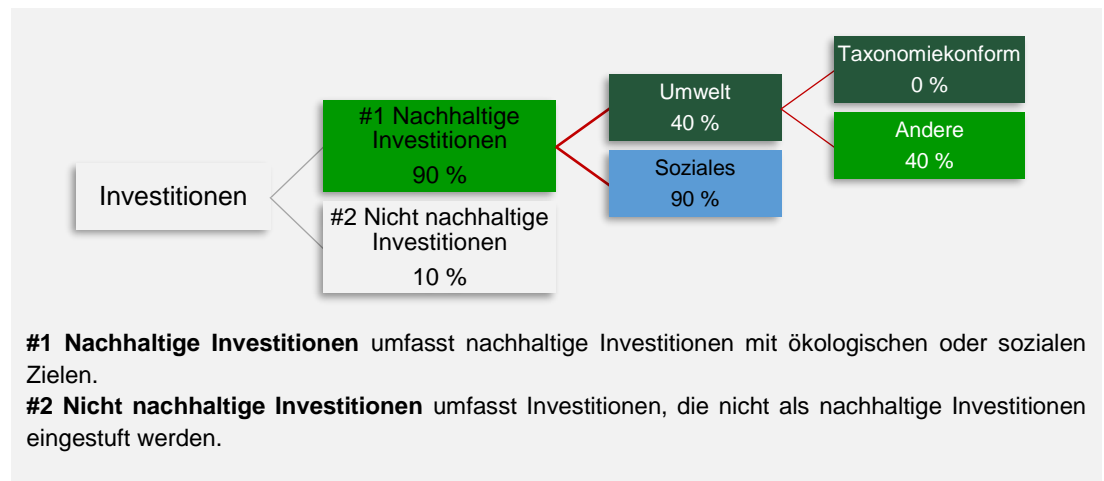 Investitionen
#1 Nachhaltige
Investitionen
90 %
#2 Nicht nachhaltige
Investitionen
10 %
Umwelt
40 %
Soziales
90 %
Taxonomiekonform
0 %
Andere
40 %
#1 Nachhaltige Investitionen umfasst nachhaltige Investitionen mit ökologischen oder sozialen
Zielen.
#2 Nicht nachhaltige Investitionen umfasst Investitionen, die nicht als nachhaltige Investitionen
eingestuft werden.